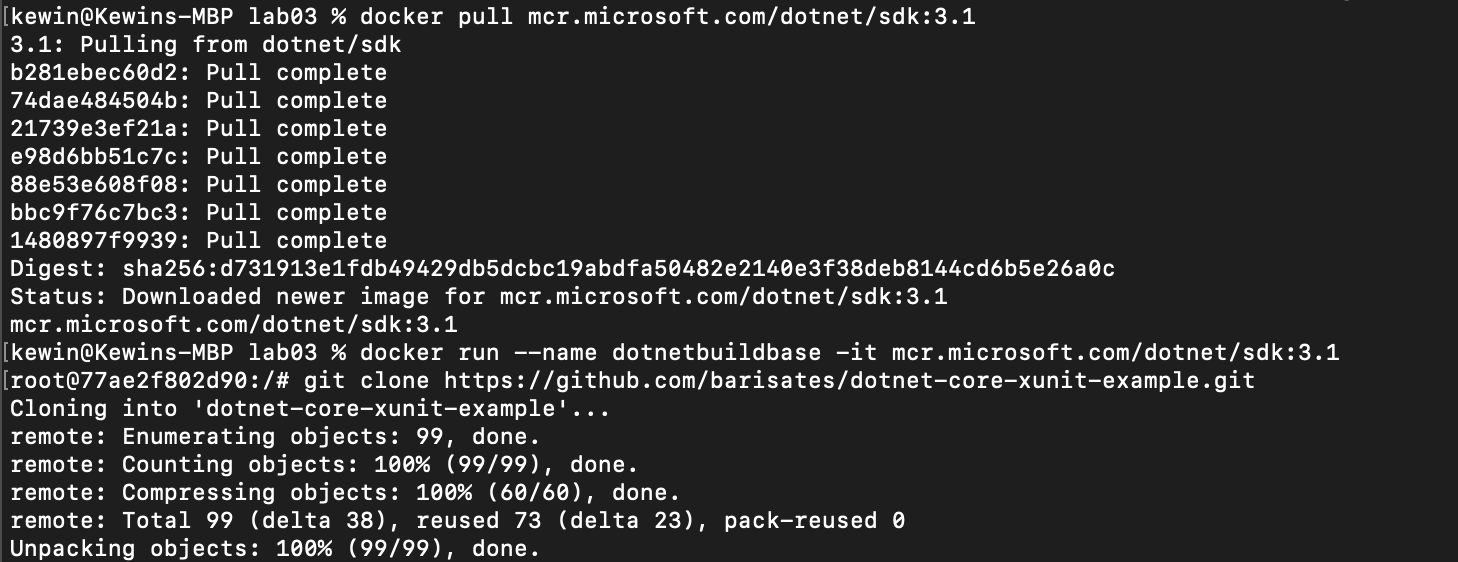 [kewin@Kewins-MBP lab03 % docker pull mcr.microsoft.com/dotnet/sdk:3.1
3.1: Pulling from dotnet/sdk
b281ebec60d2: Pull complete
74dae484504b: Pull complete
21739e3ef21a: Pull complete
e98d6bb51c7c: Pull complete
88e53e608f08: Pull complete
bbc9f76c7bc3: Pull complete
1480897f9939: Pull complete
Digest: sha256:d731913e1fdb49429db5dcbc19abdfa50482e2140e3f38deb8144cd6b5e26a0c
Status: Downloaded newer image for mcr.microsoft.com/dotnet/sdk:3.1
mcr.microsoft.com/dotnet/sdk:3.1
[kewin@Kewins-MBP lab03 % docker run --name dotnetbuildbase -it mcr.microsoft.com/dotnet/sdk:3.1
[root@77ae2f802d90:/# git clone https://github.com/barisates/dotnet-core-xunit-example.git
Cloning into 'dotnet-core-xunit-example'...
remote: Enumerating objects: 99, done.
remote: Counting objects: 100% (99/99), done.
remote: Compressing objects: 100% (60/60), done.
remote: Total 99 (delta 38), reused 73 (delta 23), pack-reused 0
Unpacking objects: 100% (99/99), done.